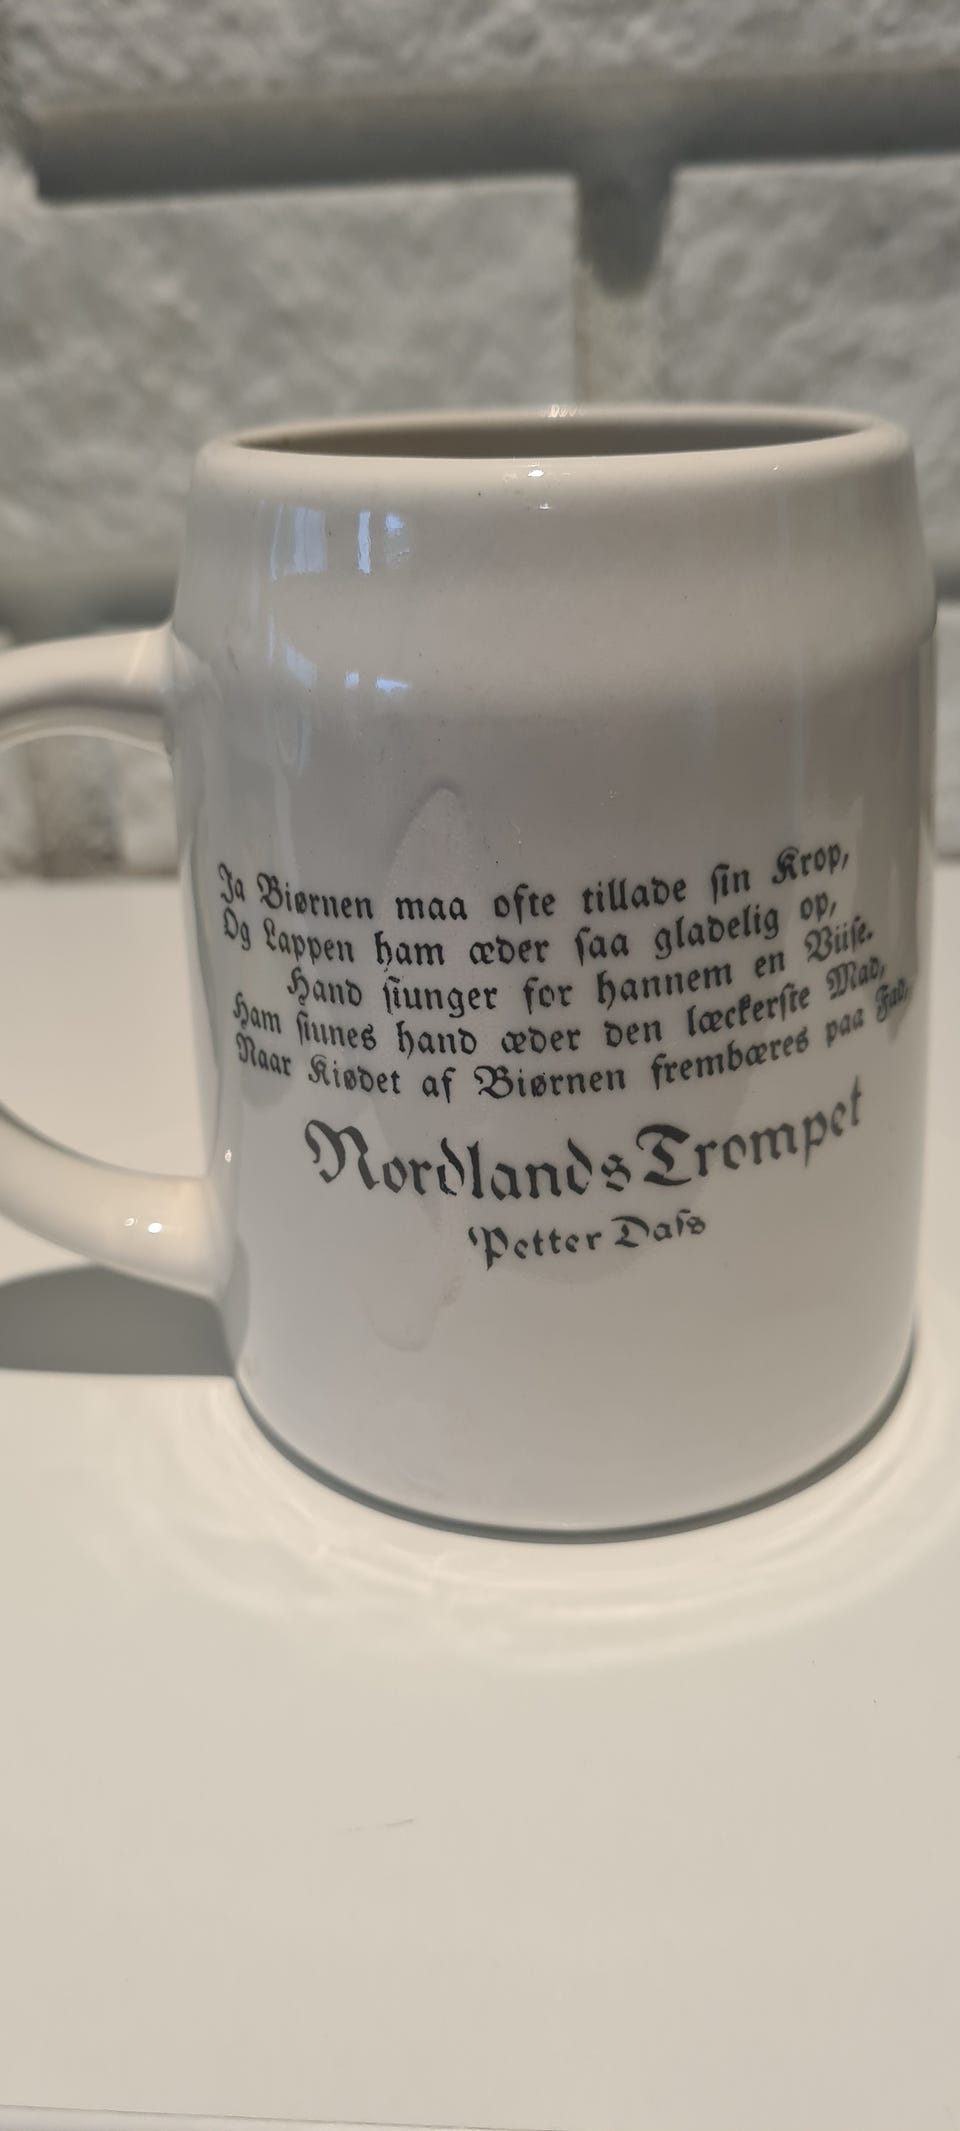 Ja Biørnen maa ofte tillade sin Krop,
Og Lappen ham æder saa gladelig op,
Hand siunger for hannem en Viise.
Ham siunes hand æder den læckerste Mad,
Naar Kiødet af Biørnen frembæres paa Fad,
Nordlands Trompet
Petter Dass